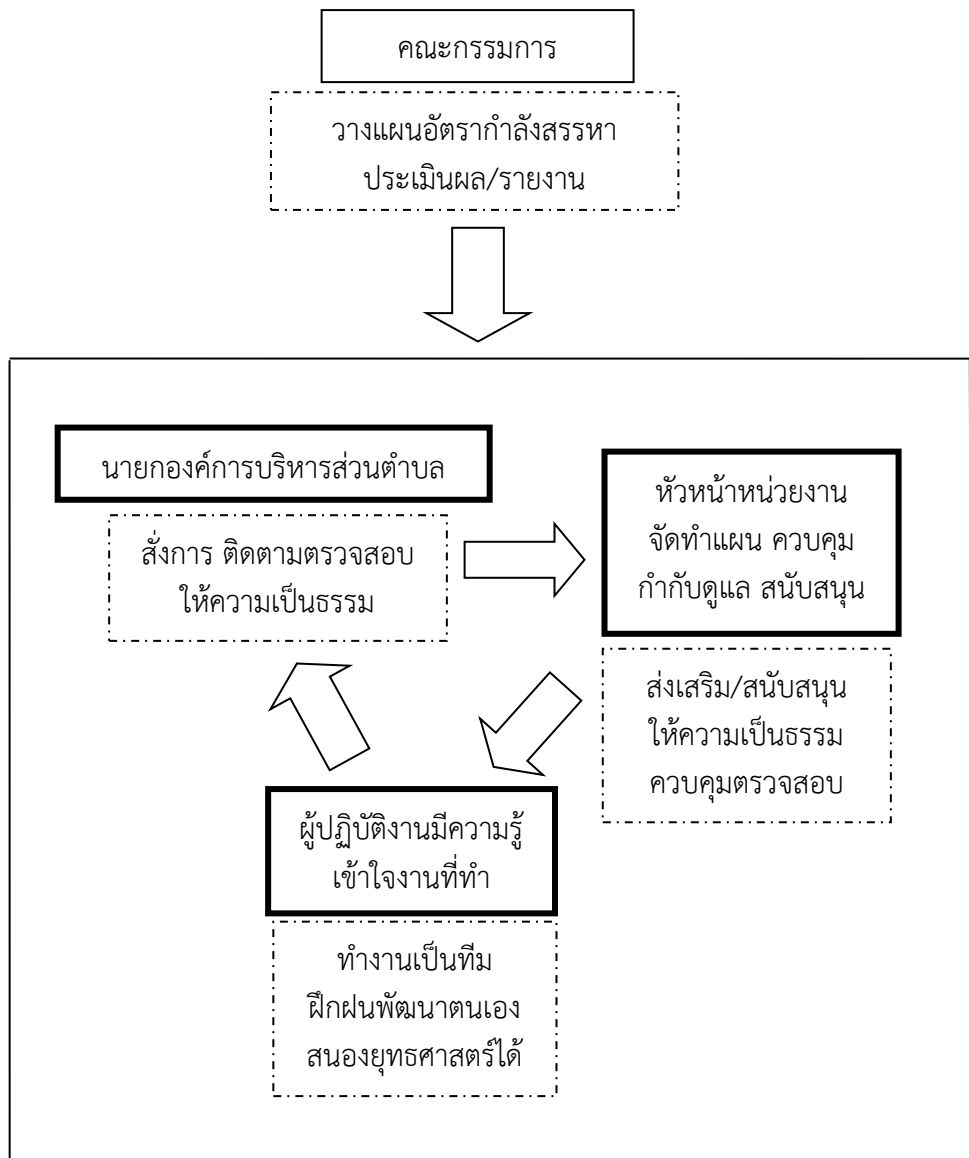 คณะกรรมการ
วางแผนอัตรากำลังสรรหา
ประเมินผล/รายงาน
นายกองค์การบริหารส่วนตำบล
สั่งการ ติดตามตรวจสอบ
ให้ความเป็นธรรม
หัวหน้าหน่วยงาน
จัดทำแผน ควบคุม
กำกับดูแล สนับสนุน
ส่งเสริม/สนับสนุน
ให้ความเป็นธรรม
ควบคุมตรวจสอบ
ผู้ปฏิบัติงานมีความรู้
เข้าใจงานที่ทำ
ทำงานเป็นทีม
ฝึกฝนพัฒนาตนเอง
สนองยุทธศาสตร์ได้